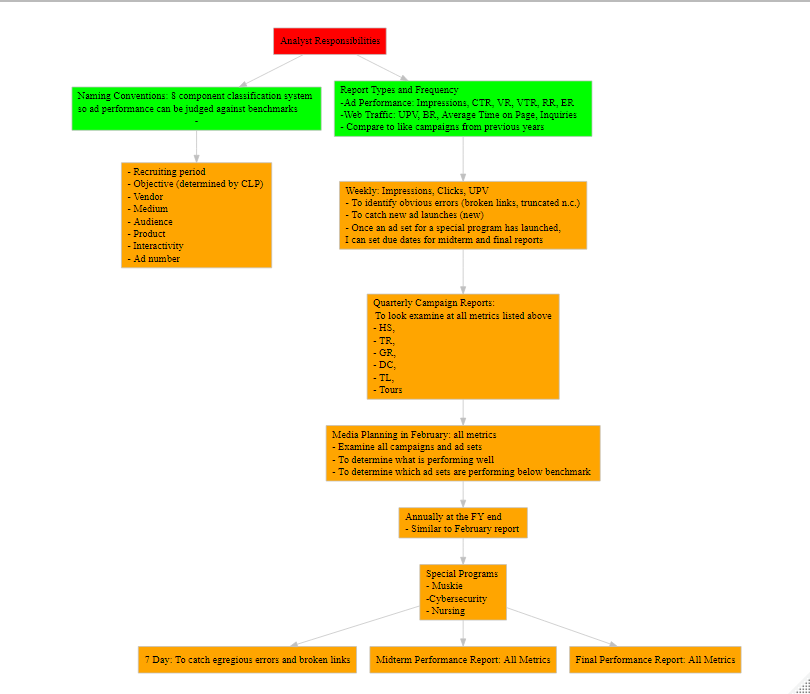 Analyst Responsibilities
Naming Conventions: 8 component classification system
so ad performance can be judged against benchmarks
-
Report Types and Frequency
-Ad Performance: Impressions, CTR, VR, VTR, RR, ER
-Web Traffic: UPV, BR, Average Time on Page, Inquiries
- Compare to like campaigns from previous years
- Recruiting period
- Objective (determined by CLP)
- Vendor
- Medium
- Audience
- Product
- Interactivity
- Ad number
Weekly: Impressions, Clicks, UPV
- To identify obvious errors (broken links, truncated n.c.)
- To catch new ad launches (new)
- Once an ad set for a special program has launched,
I can set due dates for midterm and final reports
Quarterly Campaign Reports:
To look examine at all metrics listed above
- HS,
- TR,
- GR,
- DC,
- TL,
- Tours
Media Planning in February: all metrics
- Examine all campaigns and ad sets
- To determine what is performing well
- To determine which ad sets are performing below benchmark
Annually at the FY end
- Similar to February report
Special Programs
- Muskie
-Cybersecurity
- Nursing
7 Day: To catch egregious errors and broken links
Midterm Performance Report: All Metrics
Final Performance Report: All Metrics